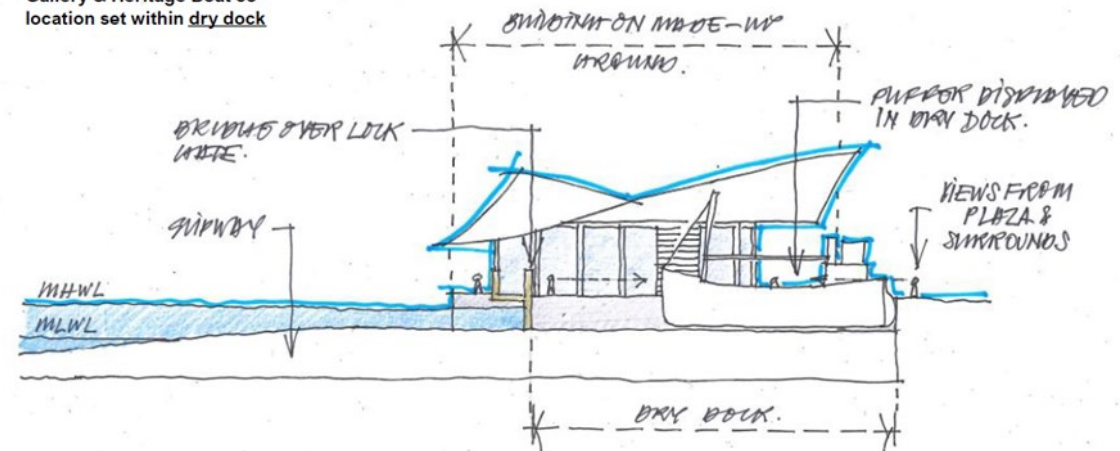 Gallery & Heritage Boat
location set within dry dock
BUILDING ON MADE-UP
GROUND.
BRIDGE OVER LOCK
GATE.
PUFFER DISPLAYED
IN DRY DOCK.
SLIPWAY
VIEWS FROM
PLAZA &
SURROUNDS
MHWL
MLWL
DRY DOCK.